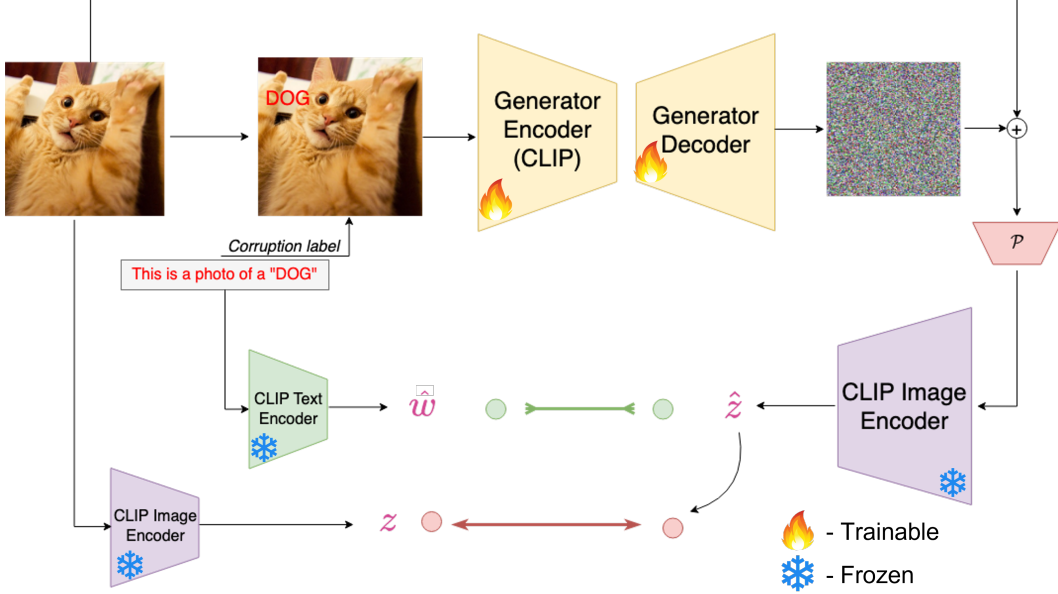 DOG
Generator
Encoder
(CLIP)
Generator
Decoder
+
𝒫
Corruption label
This is a photo of a "DOG"
CLIP Text
Encoder
ŵ
ẑ
CLIP Image
Encoder
CLIP Image
Encoder
z
- Trainable
- Frozen